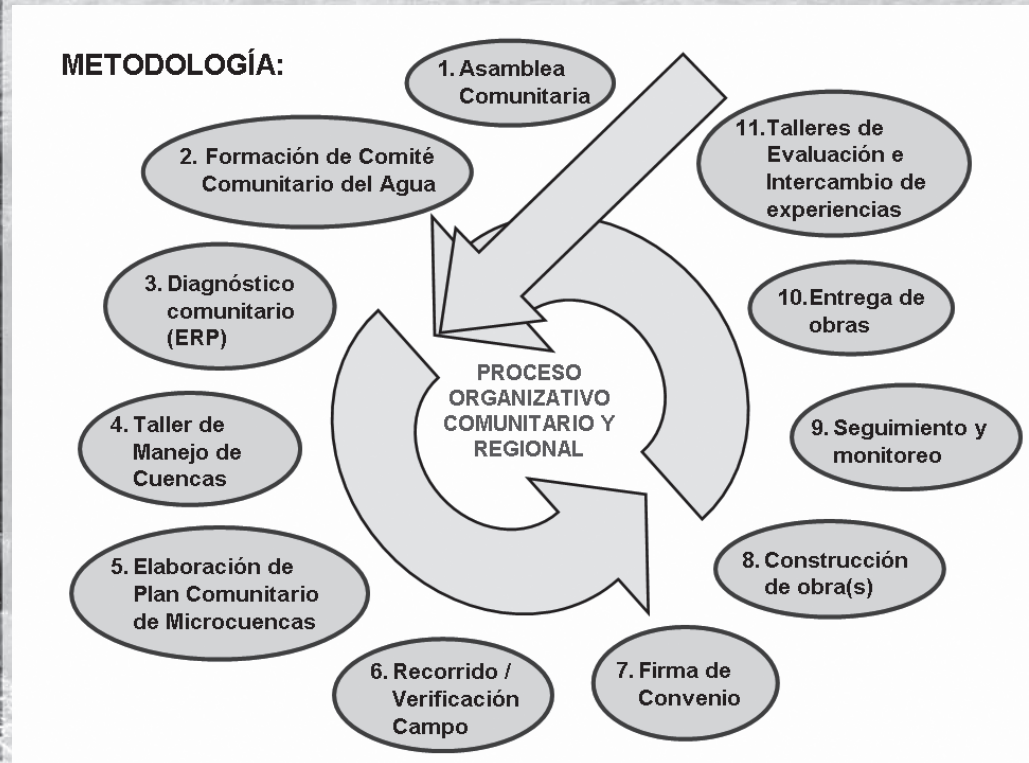 METODOLOGÍA:
1. Asamblea
Comunitaria
2. Formación de Comité
Comunitario del Agua
3. Diagnóstico
comunitario
(ERP)
4. Taller de
Manejo de
Cuencas
5. Elaboración de
Plan Comunitario
de Microcuencas
6. Recorrido /
Verificación
Campo
7. Firma de
Convenio
8. Construcción
de obra(s)
9. Seguimiento y
monitoreo
10.Entrega de
obras
11.Talleres de
Evaluación e
Intercambio de
experiencias
PROCESO
ORGANIZATIVO
COMUNITARIO Y
REGIONAL